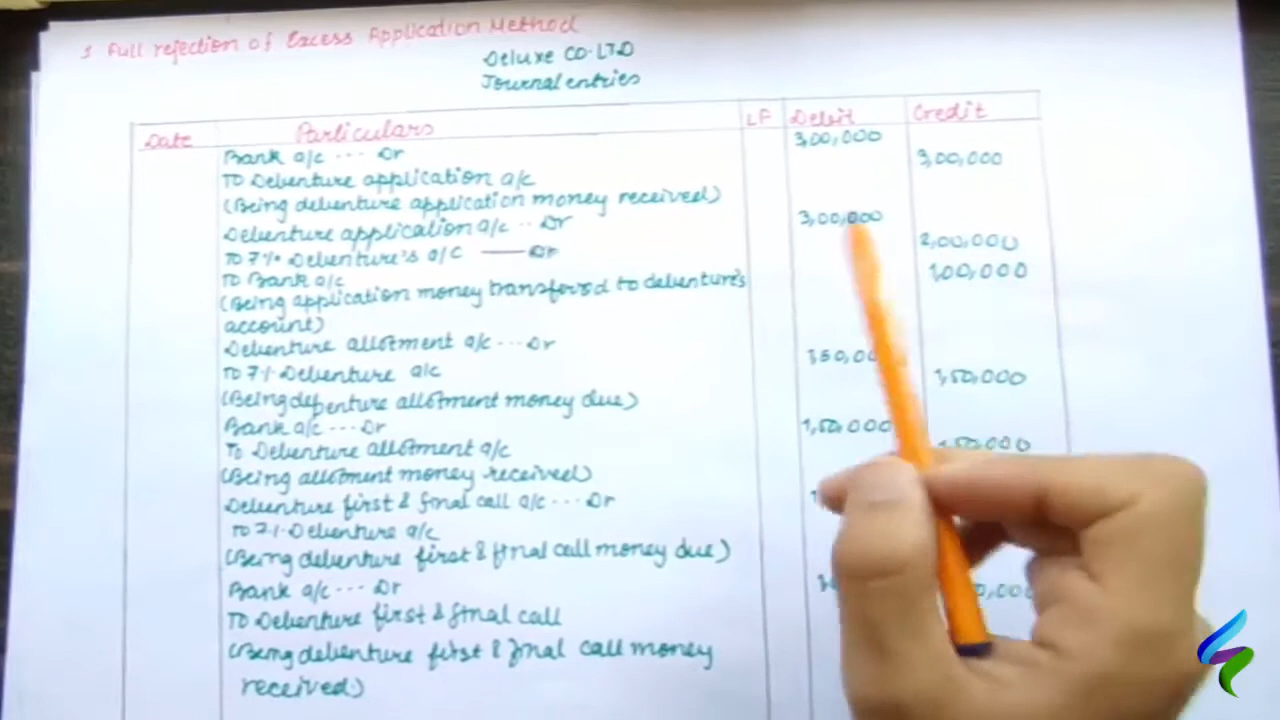 1 Full rejection of Excess Application Method
Deluxe CO. LTD
Journal entries
Date Particulars LF Debit Credit
Bank a/c ... Dr 3,00,000
TO Debenture application a/c 3,00,000
(Being debenture application money received)
Debenture application a/c .. Dr 3,00,000
TO 7% Debenture's a/c —— Dr 2,00,000
TO Bank a/c 1,00,000
(Being application money transferred to debenture's
account)
Debenture allotment a/c ... Dr
TO 7% Debenture a/c 1,50,000
(Being debpenture allotment money due)
Bank a/c ... Dr 1,50,000
To Debenture allotment a/c
(Being allotment money received)
Debenture first & final call a/c ... Dr
TO 7% Debenture a/c
(Being debenture first & final call money due)
Bank a/c ... Dr
TO Debenture first & final call
(Being debenture first & final call money
received)